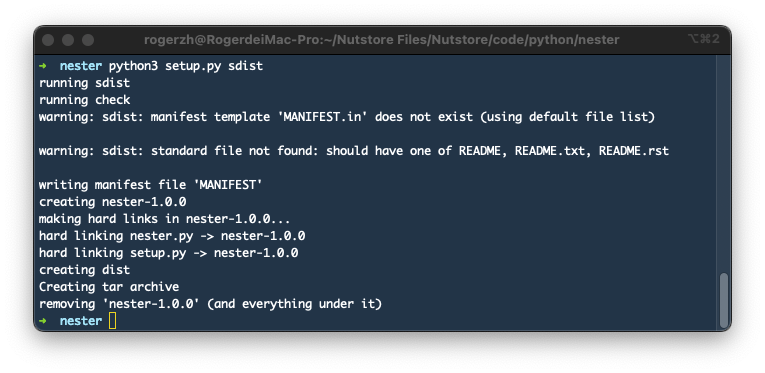 rogerzh@RogerdeiMac-Pro:~/Nutstore Files/Nutstore/code/python/nester ⌥⌘2
➜ nester python3 setup.py sdist
running sdist
running check
warning: sdist: manifest template 'MANIFEST.in' does not exist (using default file list)
warning: sdist: standard file not found: should have one of README, README.txt, README.rst
writing manifest file 'MANIFEST'
creating nester-1.0.0
making hard links in nester-1.0.0...
hard linking nester.py -> nester-1.0.0
hard linking setup.py -> nester-1.0.0
creating dist
Creating tar archive
removing 'nester-1.0.0' (and everything under it)
➜ nester